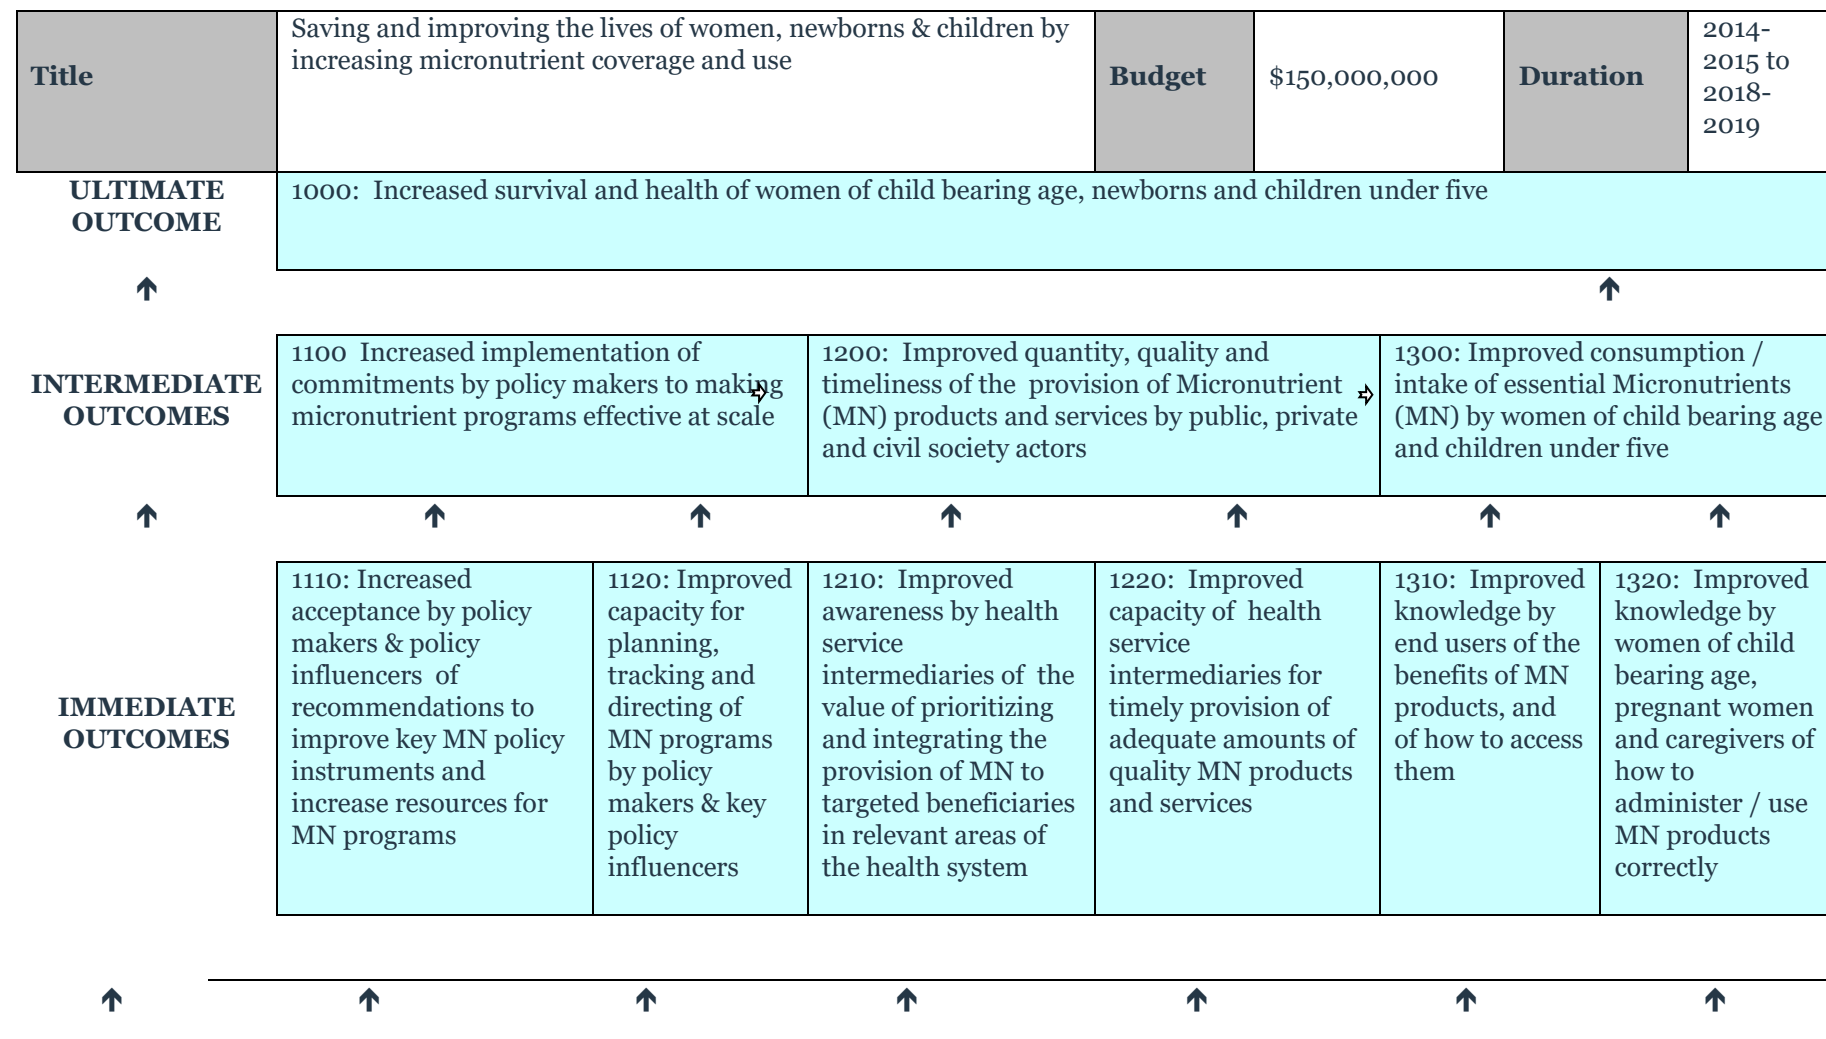 Title
Saving and improving the lives of women, newborns & children by
increasing micronutrient coverage and use
Budget
$150,000,000
Duration
2014-
2015 to
2018-
2019
ULTIMATE
OUTCOME
1000:  Increased survival and health of women of child bearing age, newborns and children under five
INTERMEDIATE
OUTCOMES
1100  Increased implementation of
commitments by policy makers to making
micronutrient programs effective at scale
1200:  Improved quantity, quality and
timeliness of the  provision of Micronutrient
(MN) products and services by public, private
and civil society actors
1300: Improved consumption /
intake of essential Micronutrients
(MN) by women of child bearing age
and children under five
IMMEDIATE
OUTCOMES
1110: Increased
acceptance by policy
makers & policy
influencers  of
recommendations to
improve key MN policy
instruments and
increase resources for
MN programs
1120: Improved
capacity for
planning,
tracking and
directing of
MN programs
by policy
makers & key
policy
influencers
1210:  Improved
awareness by health
service
intermediaries of  the
value of prioritizing
and integrating the
provision of MN to
targeted beneficiaries
in relevant areas of
the health system
1220:  Improved
capacity of  health
service
intermediaries for
timely provision of
adequate amounts of
quality MN products
and services
1310:  Improved
knowledge by
end users of the
benefits of MN
products, and
of how to access
them
1320:  Improved
knowledge by
women of child
bearing age,
pregnant women
and caregivers of
how to
administer / use
MN products
correctly